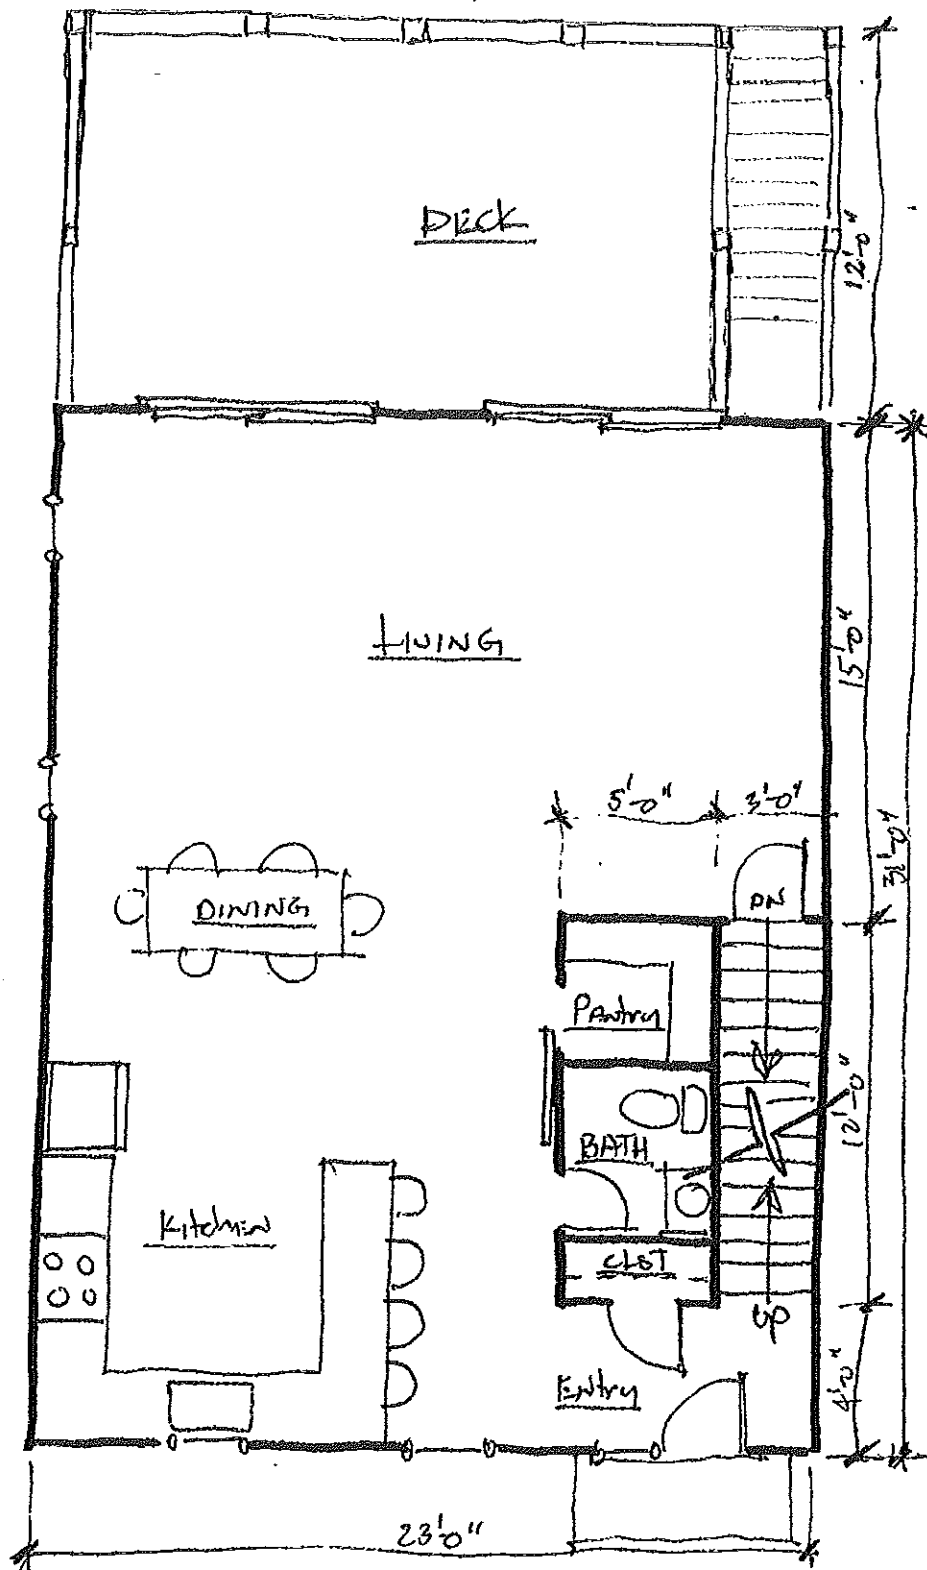 DECK
12'-0"
LIVING
15'-0"
5'-0"
3'-0"
31'-0"
DINING
DN
Pantry
12'-0"
BATH
Kitchen
CLST
UP
Entry
4'-0"
23'-0"